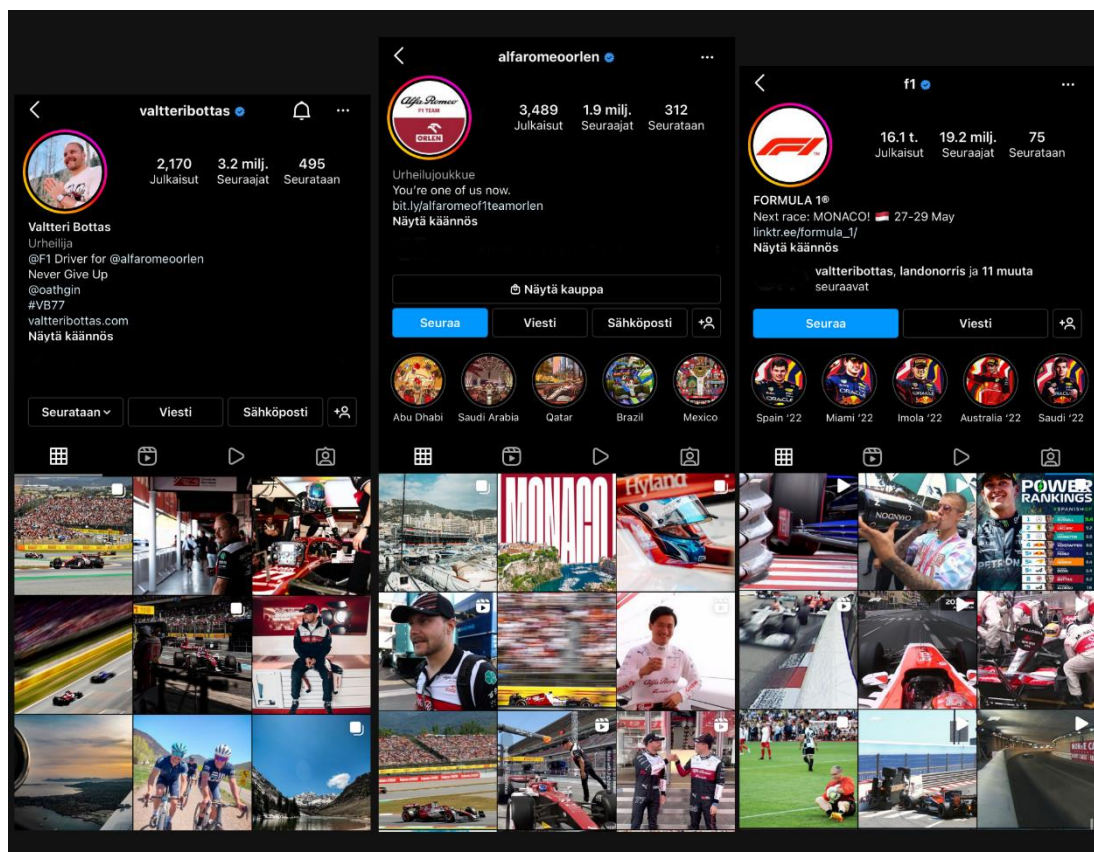 valtteribottas
2,170 3.2 milj. 495
Julkaisut Seuraajat Seurataan
Valtteri Bottas
Urheilija
@F1 Driver for @alfaromeoorlen
Never Give Up
@oathgin
#VB77
valtteribottas.com
Näytä käännös
Seurataan Viesti Sähköposti
alfaromeoorlen
Alfa Romeo
F1 TEAM
ORLEN
3,489 1.9 milj. 312
Julkaisut Seuraajat Seurataan
Urheilujoukkue
You're one of us now.
bit.ly/alfaromeof1teamorlen
Näytä käännös
Näytä kauppa
Seuraa Viesti Sähköposti
Abu Dhabi Saudi Arabia Qatar Brazil Mexico
MONACO
Hyland
f1
16.1 t. 19.2 milj. 75
Julkaisut Seuraajat Seurataan
FORMULA 1®
Next race: MONACO! 🇲🇨 27-29 May
linktr.ee/formula_1/
Näytä käännös
valtteribottas, landonorris ja 11 muuta
seuraavat
Seuraa Viesti
Spain '22 Miami '22 Imola '22 Australia '22 Saudi '22
CHANDON
POWER
RANKINGS